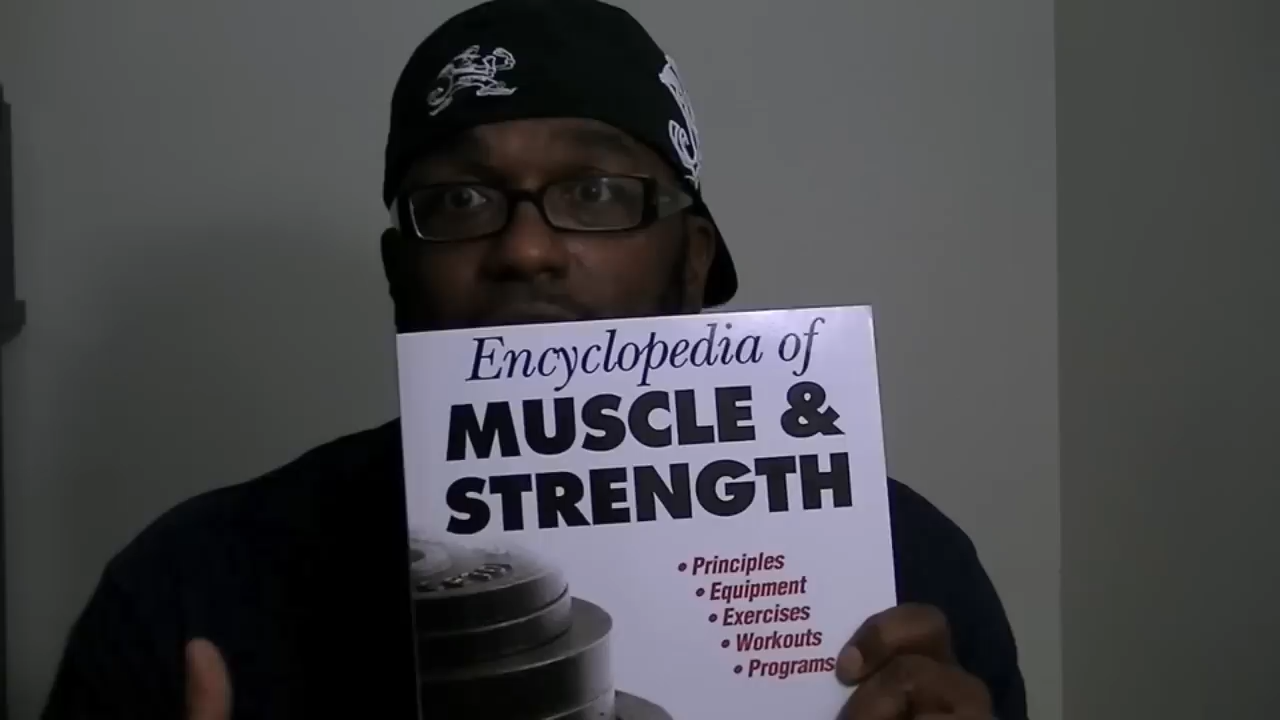 Encyclopedia of
MUSCLE &
STRENGTH
• Principles
• Equipment
• Exercises
• Workouts
• Programs